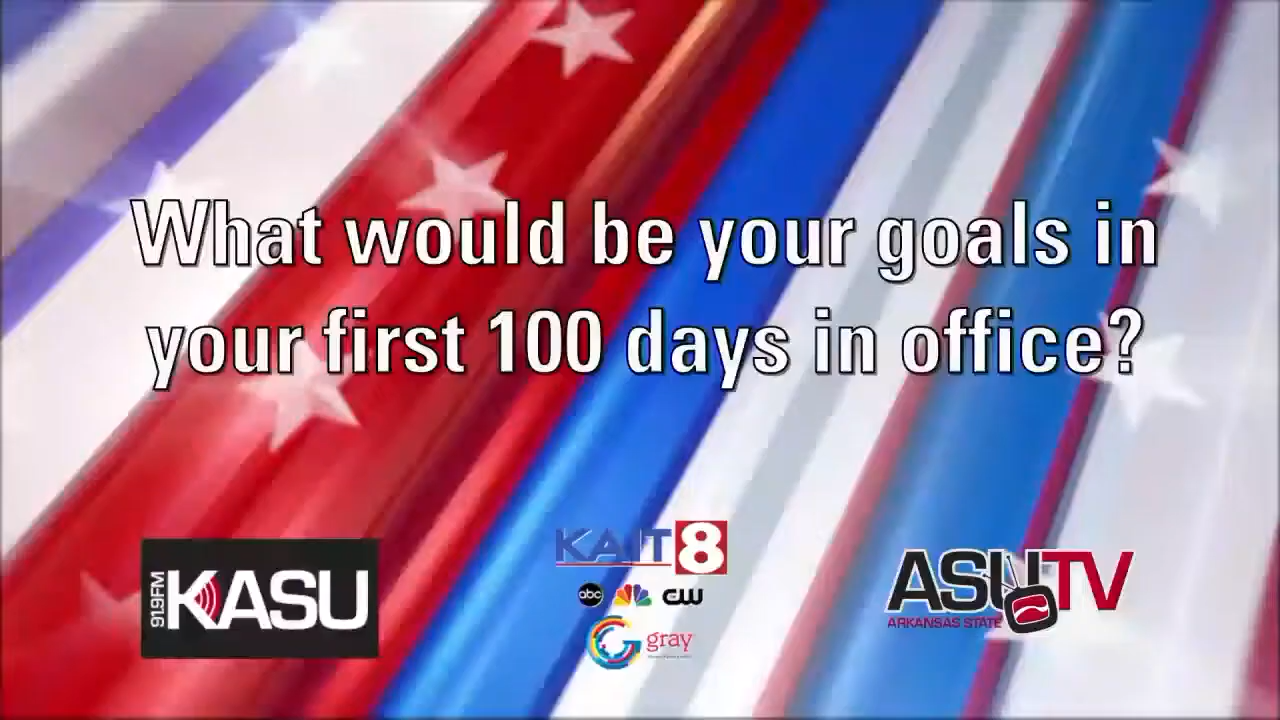 What would be your goals in
your first 100 days in office?
91.9FM KASU
KAIT 8
abc CW
gray
ASU TV
ARKANSAS STATE